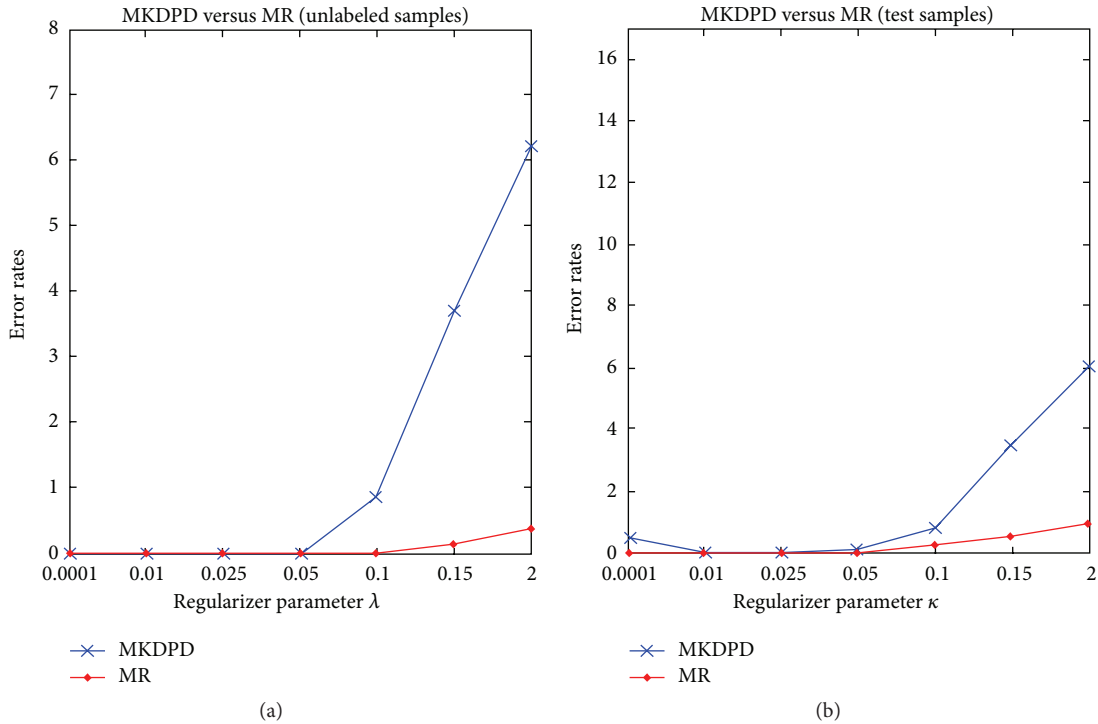 MKDPD versus MR (unlabeled samples)
8
7
6
5
4
3
2
1
0
Error rates
0.0001 0.01 0.025 0.05 0.1 0.15 2
Regularizer parameter λ
MKDPD
MR
(a)
MKDPD versus MR (test samples)
16
14
12
10
8
6
4
2
0
Error rates
0.0001 0.01 0.025 0.05 0.1 0.15 2
Regularizer parameter κ
MKDPD
MR
(b)